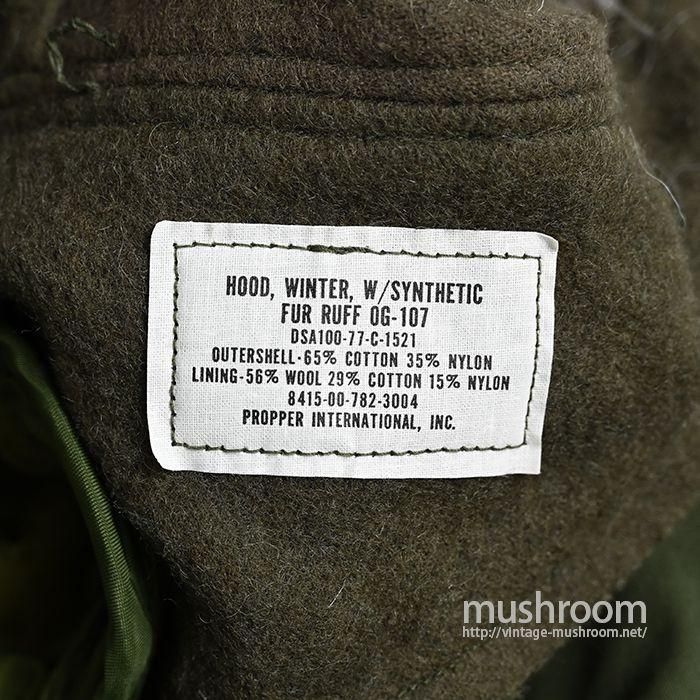 HOOD, WINTER, W/SYNTHETIC
FUR RUFF OG-107
DSA100-77-C-1521
OUTERSHELL-65% COTTON 35% NYLON
LINING-56% WOOL 29% COTTON 15% NYLON
8415-00-782-3004
PROPPER INTERNATIONAL, INC.
mushroom
http://vintage-mushroom.net/